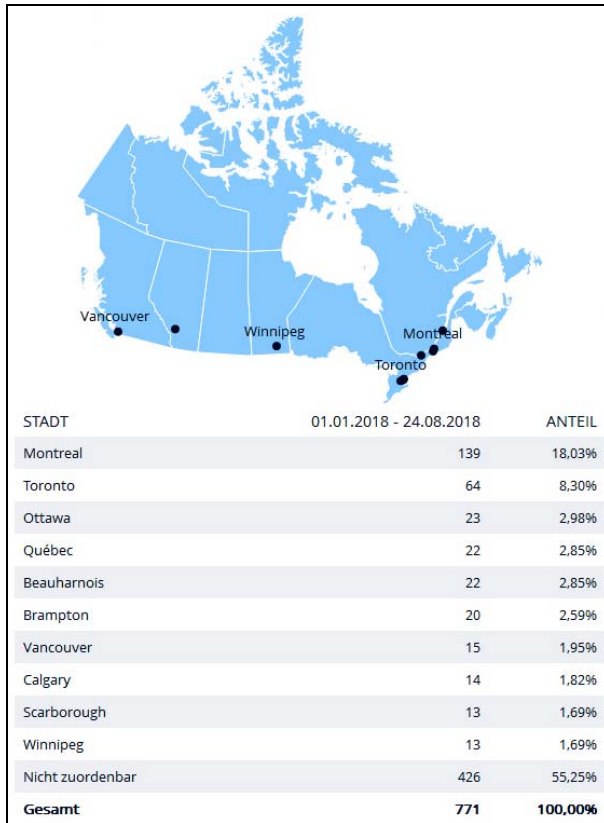 Vancouver
Winnipeg
Montreal
Toronto
STADT 01.01.2018 - 24.08.2018 ANTEIL
Montreal 139 18,03%
Toronto 64 8,30%
Ottawa 23 2,98%
Québec 22 2,85%
Beauharnois 22 2,85%
Brampton 20 2,59%
Vancouver 15 1,95%
Calgary 14 1,82%
Scarborough 13 1,69%
Winnipeg 13 1,69%
Nicht zuordenbar 426 55,25%
Gesamt 771 100,00%